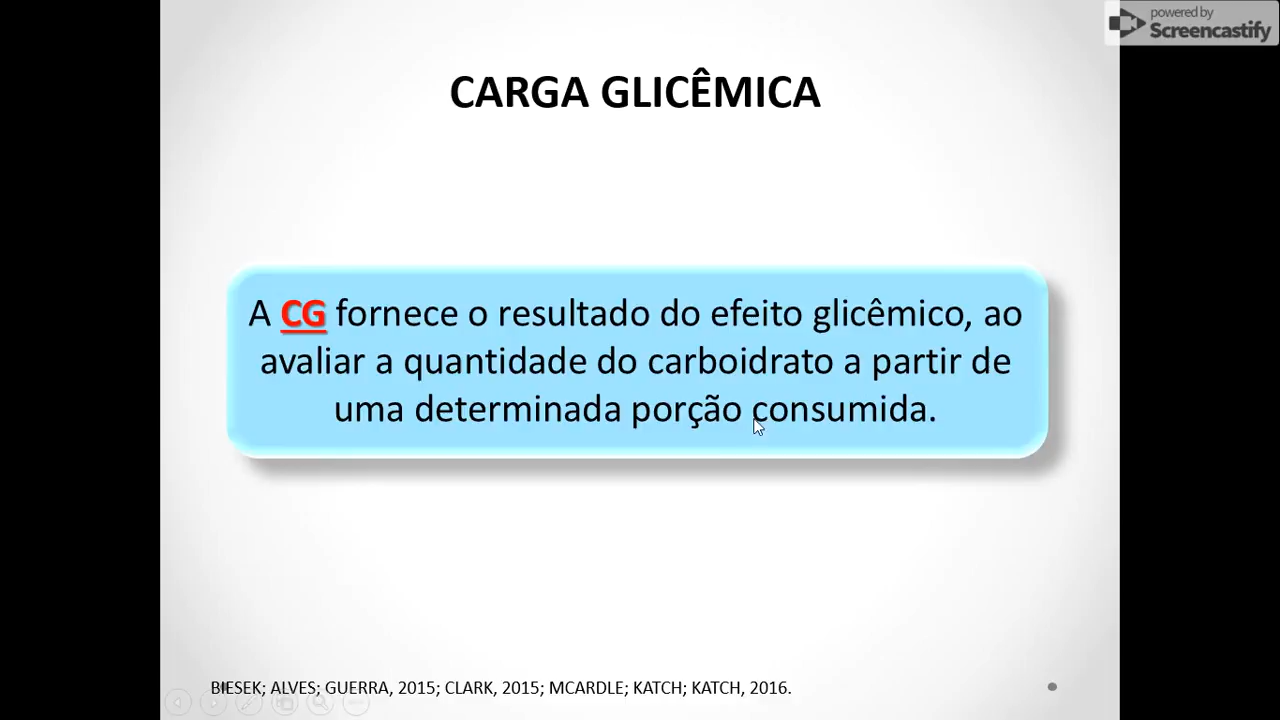 powered by
Screencastify
CARGA GLICÊMICA
A CG fornece o resultado do efeito glicêmico, ao
avaliar a quantidade do carboidrato a partir de
uma determinada porção consumida.
BIESEK; ALVES; GUERRA, 2015; CLARK, 2015; MCARDLE; KATCH; KATCH, 2016.